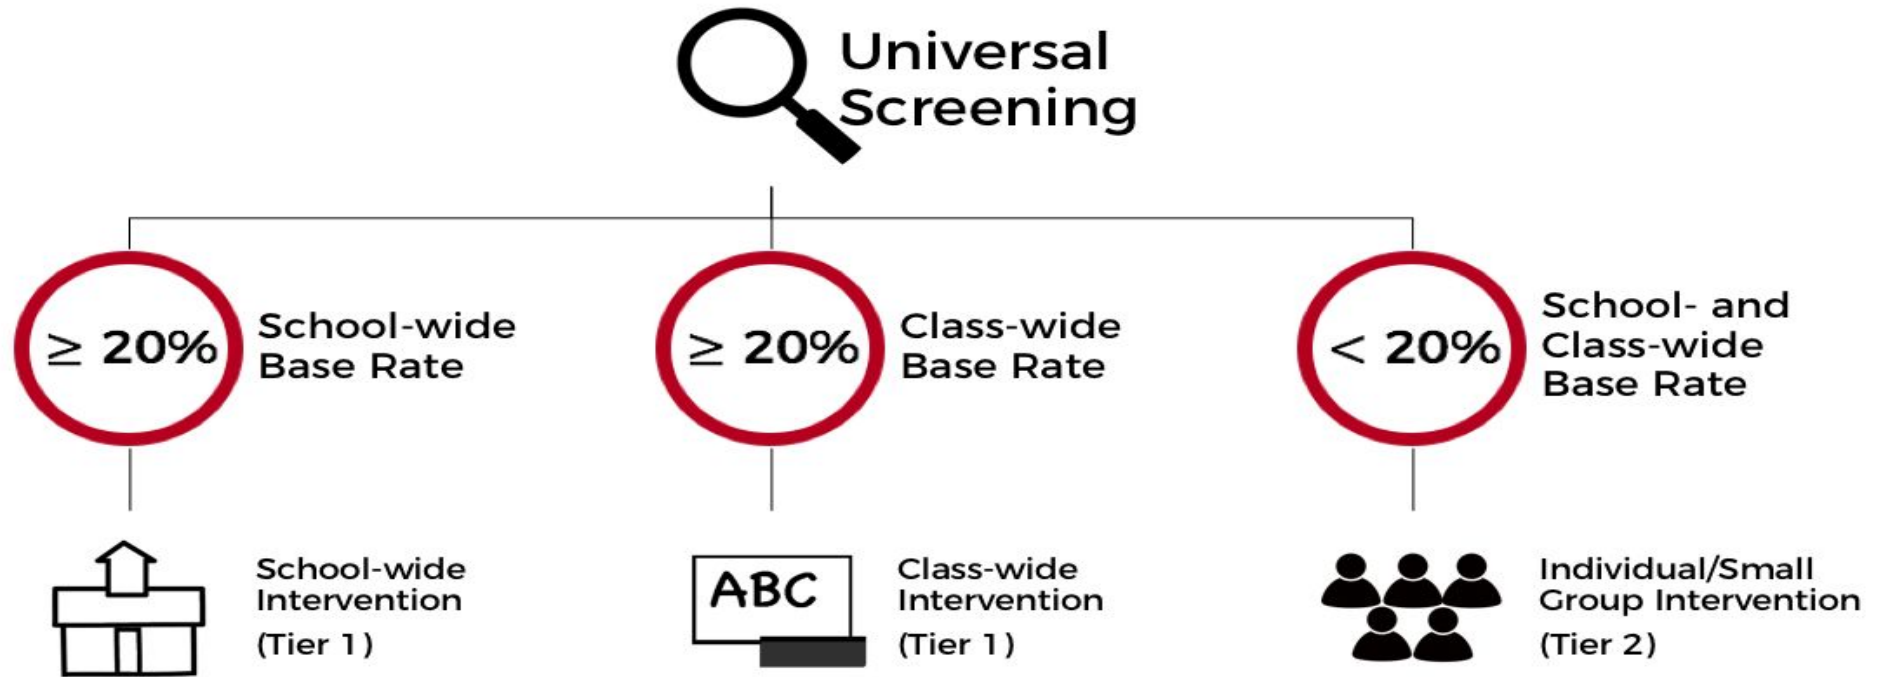 Universal
Screening
≥ 20%
School-wide
Base Rate
≥ 20%
Class-wide
Base Rate
< 20%
School- and
Class-wide
Base Rate
School-wide
Intervention
(Tier 1)
ABC
Class-wide
Intervention
(Tier 1)
Individual/Small
Group Intervention
(Tier 2)